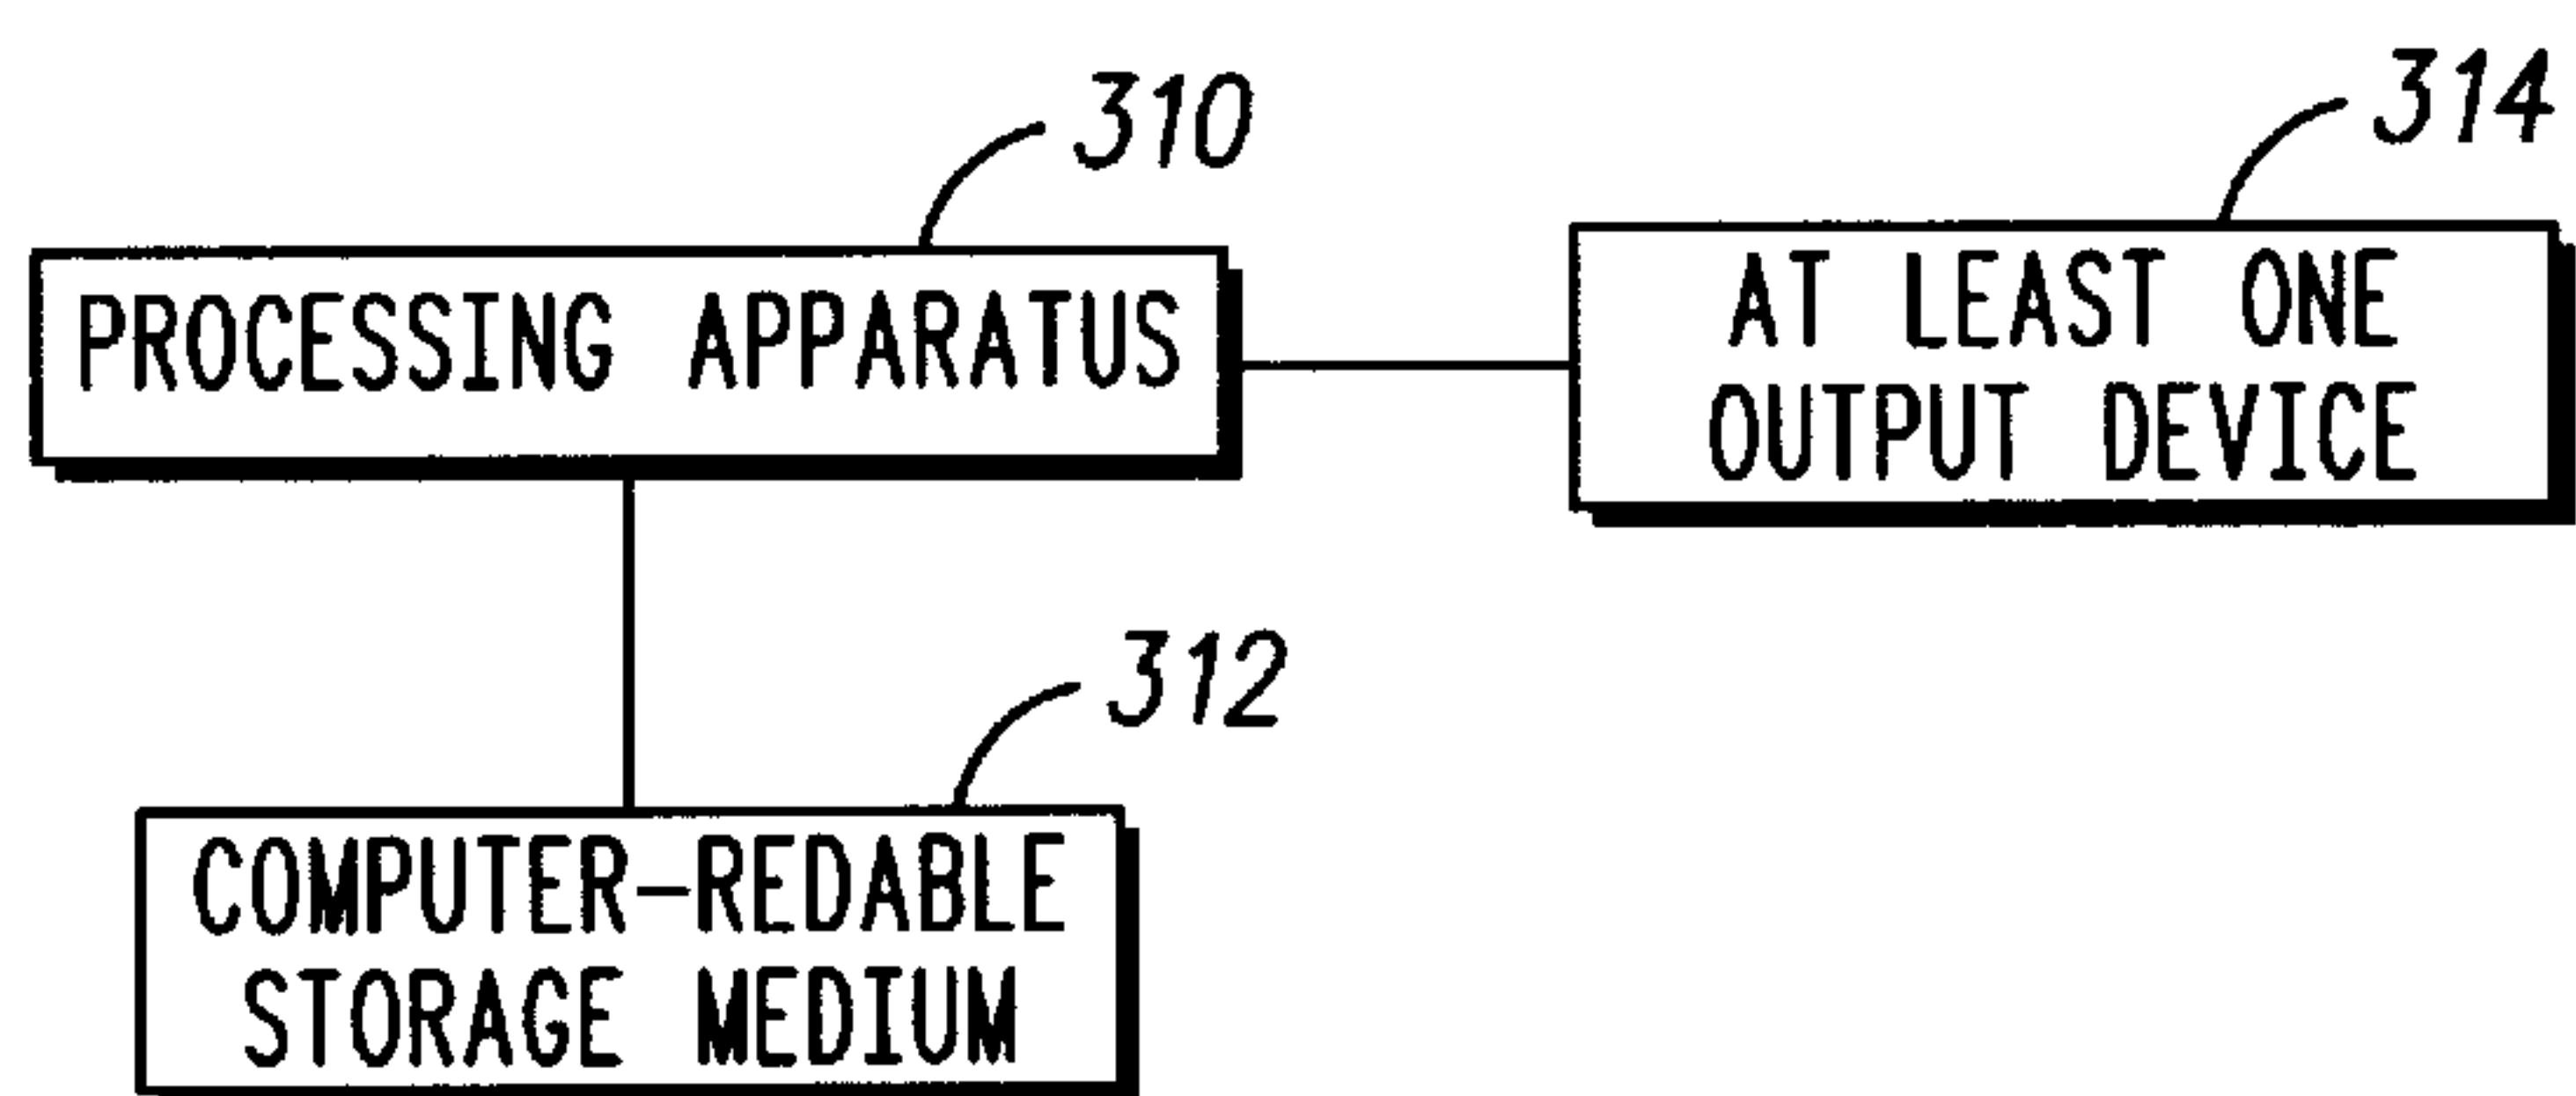 310
314
PROCESSING APPARATUS
AT LEAST ONE
OUTPUT DEVICE
312
COMPUTER-REDABLE
STORAGE MEDIUM